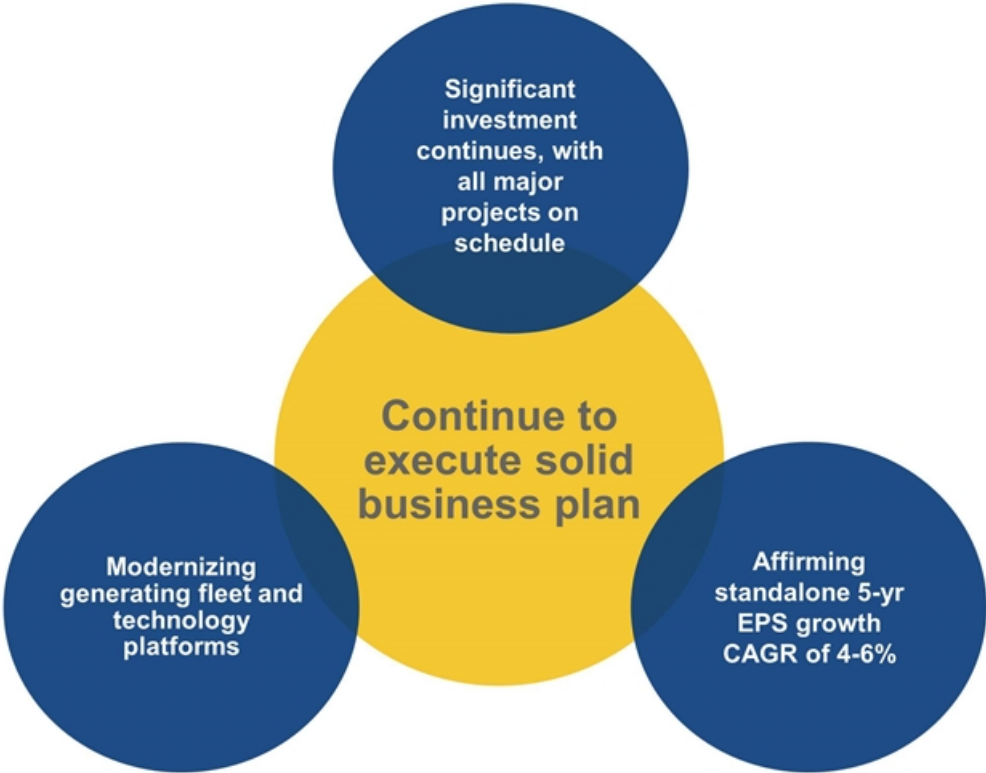 Significant
investment
continues, with
all major
projects on
schedule
Continue to
execute solid
business plan
Modernizing
generating fleet and
technology
platforms
Affirming
standalone 5-yr
EPS growth
CAGR of 4-6%